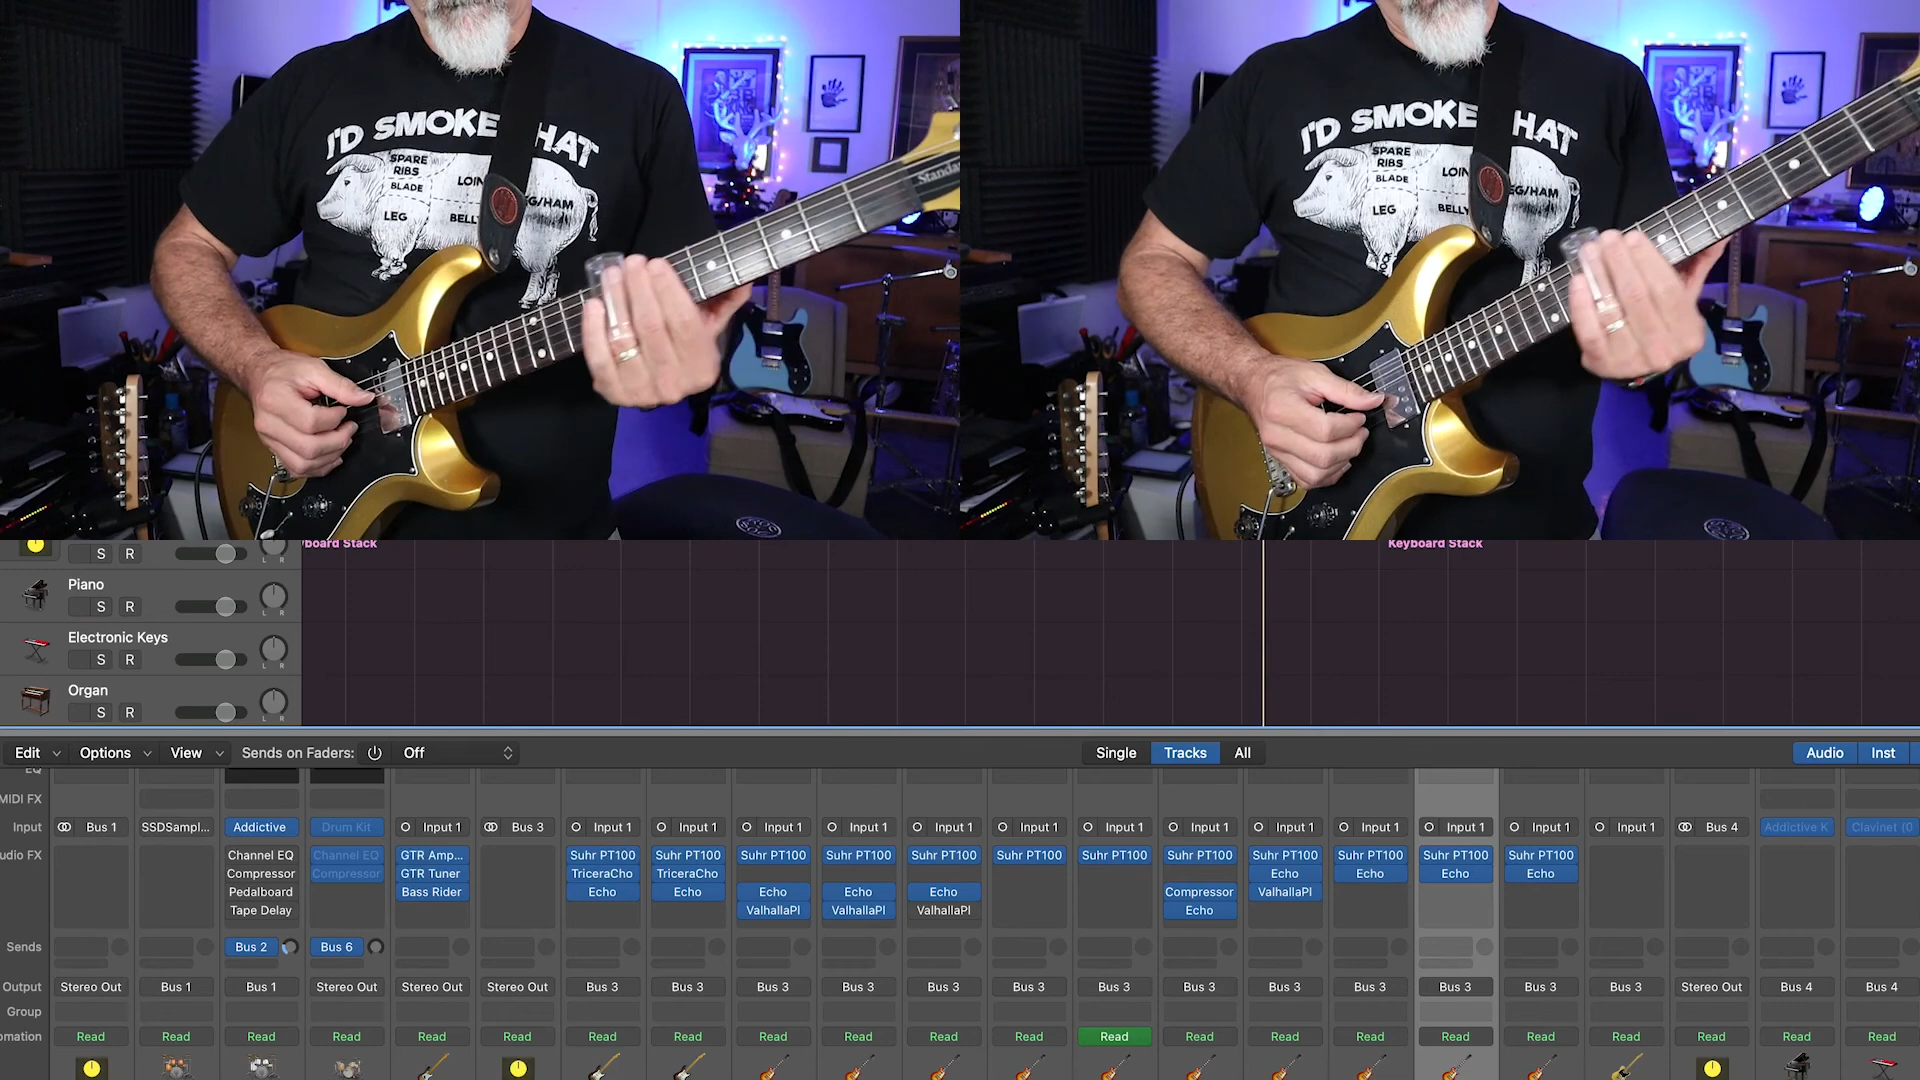 I'D SMOKE HAT
SPARE
RIBS
BLADE
LOIN
LEG
BELLY
G/HAM
Standa
I'D SMOKE HAT
SPARE
RIBS
BLADE
LOIN
LEG
BELLY
EG/HAM
yboard Stack
Keyboard Stack
S R
L R
Piano
S R
L R
Electronic Keys
S R
L R
Organ
S R
L R
Edit Options View Sends on Faders: Off Single Tracks All Audio Inst
EQ
MIDI FX
Input Bus 1 SSDSampl... Addictive Drum Kit Input 1 Bus 3 Input 1 Input 1 Input 1 Input 1 Input 1 Input 1 Input 1 Input 1 Input 1 Input 1 Input 1 Input 1 Input 1 Bus 4 Addictive K Clavinet (0
udio FX Channel EQ Channel EQ GTR Amp... Suhr PT100 Suhr PT100 Suhr PT100 Suhr PT100 Suhr PT100 Suhr PT100 Suhr PT100 Suhr PT100 Suhr PT100 Suhr PT100 Suhr PT100 Suhr PT100
Compressor Compressor GTR Tuner TriceraCho TriceraCho Echo Echo Echo Echo
Pedalboard Bass Rider Echo Echo Echo Echo Echo Compressor ValhallaPl
Tape Delay ValhallaPl ValhallaPl ValhallaPl Echo
Sends Bus 2 Bus 6
Output Stereo Out Bus 1 Bus 1 Stereo Out Stereo Out Stereo Out Bus 3 Bus 3 Bus 3 Bus 3 Bus 3 Bus 3 Bus 3 Bus 3 Bus 3 Bus 3 Bus 3 Bus 3 Bus 3 Stereo Out Bus 4 Bus 4
Group
omation Read Read Read Read Read Read Read Read Read Read Read Read Read Read Read Read Read Read Read Read Read Read